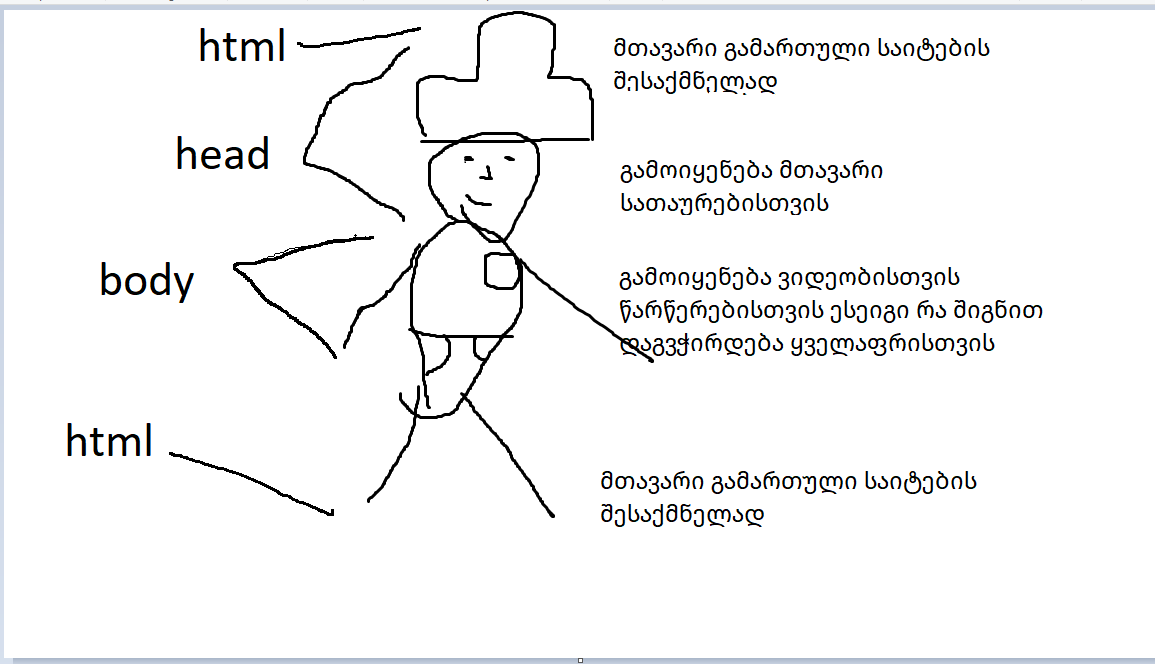 html
მთავარი გამართული საიტების
შესაქმნელად
head
გამოიყენება მთავარი
სათაურებისთვის
body
გამოიყენება ვიდეობისთვის
წარწერებისთვის ესეიგი რა შიგნით
დაგვჭირდება ყველაფრისთვის
html
მთავარი გამართული საიტების
შესაქმნელად